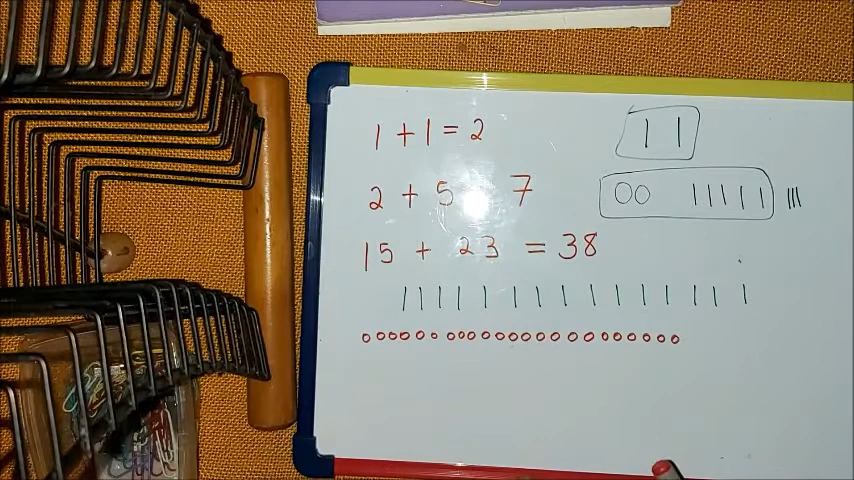 1 + 1 = 2
2 + 5 7
15 + 23 = 38